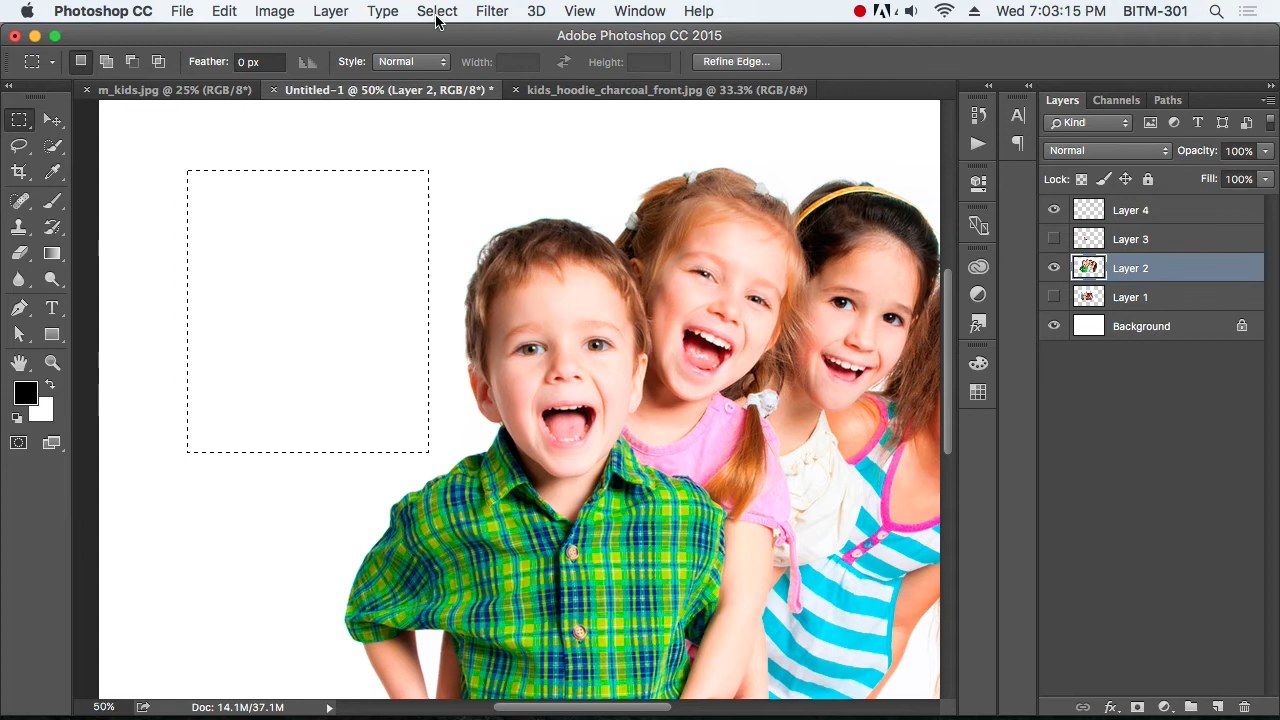 Photoshop CC File Edit Image Layer Type Select Filter 3D View Window Help 4 Wed 7:03:15 PM BITM-301
Adobe Photoshop CC 2015
Feather: 0 px Style: Normal Width: Height: Refine Edge...
m_kids.jpg @ 25% (RGB/8*) Untitled-1 @ 50% (Layer 2, RGB/8*) * kids_hoodie_charcoal_front.jpg @ 33.3% (RGB/8#)
Layers Channels Paths
Kind
Normal Opacity: 100%
Lock: Fill: 100%
Layer 4
Layer 3
Layer 2
Layer 1
Background
50% Doc: 14.1M/37.1M